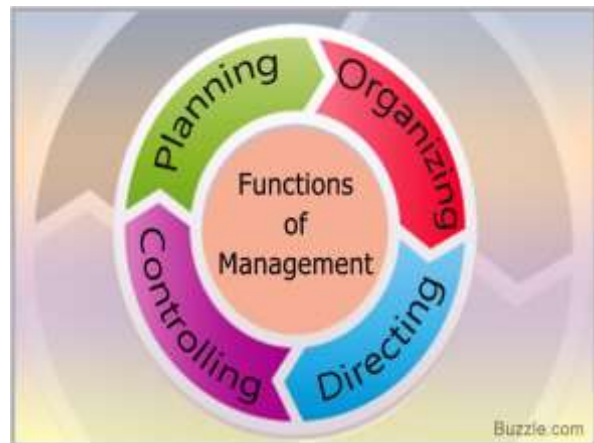 Planning
Organizing
Functions
of
Management
Controlling
Directing
Buzzle.com